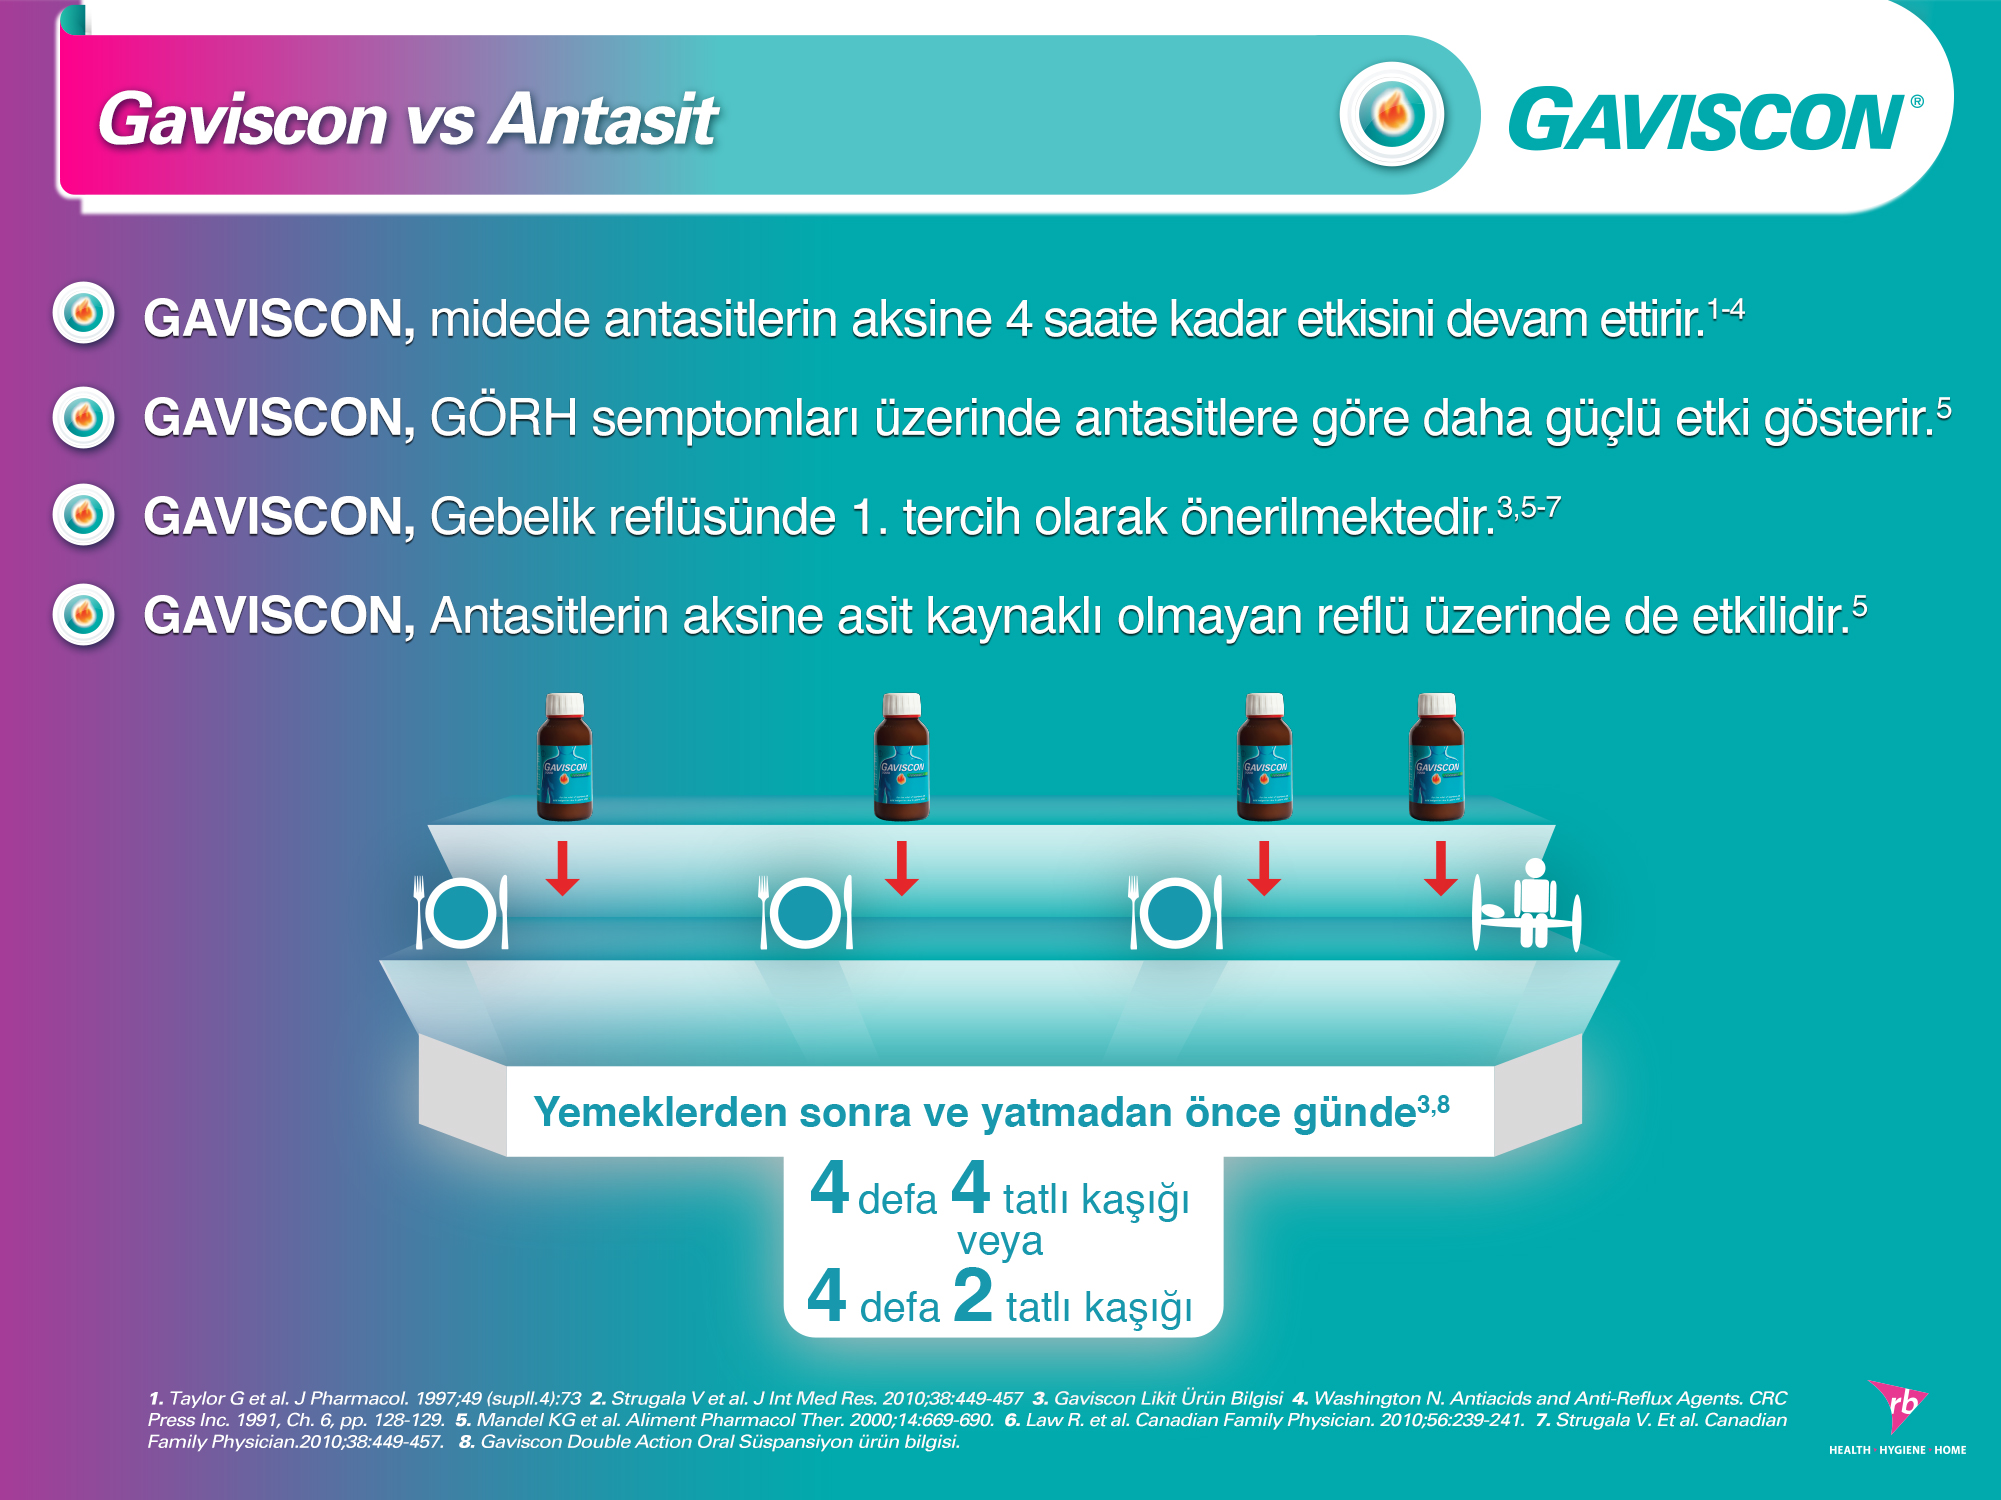 Gaviscon vs Antasit
GAVISCON®
GAVISCON, midede antasitlerin aksine 4 saate kadar etkisini devam ettirir.1-4
GAVISCON, GÖRH semptomları üzerinde antasitlere göre daha güçlü etki gösterir.5
GAVISCON, Gebelik reflüsünde 1. tercih olarak önerilmektedir.3,5-7
GAVISCON, Antasitlerin aksine asit kaynaklı olmayan reflü üzerinde de etkilidir.5
GAVISCON GAVISCON GAVISCON GAVISCON
Yemeklerden sonra ve yatmadan önce günde3,8
4 defa 4 tatlı kaşığı
veya
4 defa 2 tatlı kaşığı
1. Taylor G et al. J Pharmacol. 1997;49 (supll.4):73 2. Strugala V et al. J Int Med Res. 2010;38:449-457 3. Gaviscon Likit Ürün Bilgisi 4. Washington N. Antiacids and Anti-Reflux Agents. CRC
Press Inc. 1991, Ch. 6, pp. 128-129. 5. Mandel KG et al. Aliment Pharmacol Ther. 2000;14:669-690. 6. Law R. et al. Canadian Family Physician. 2010;56:239-241. 7. Strugala V. Et al. Canadian
Family Physician.2010;38:449-457. 8. Gaviscon Double Action Oral Süspansiyon ürün bilgisi.
rb
HEALTH HYGIENE HOME